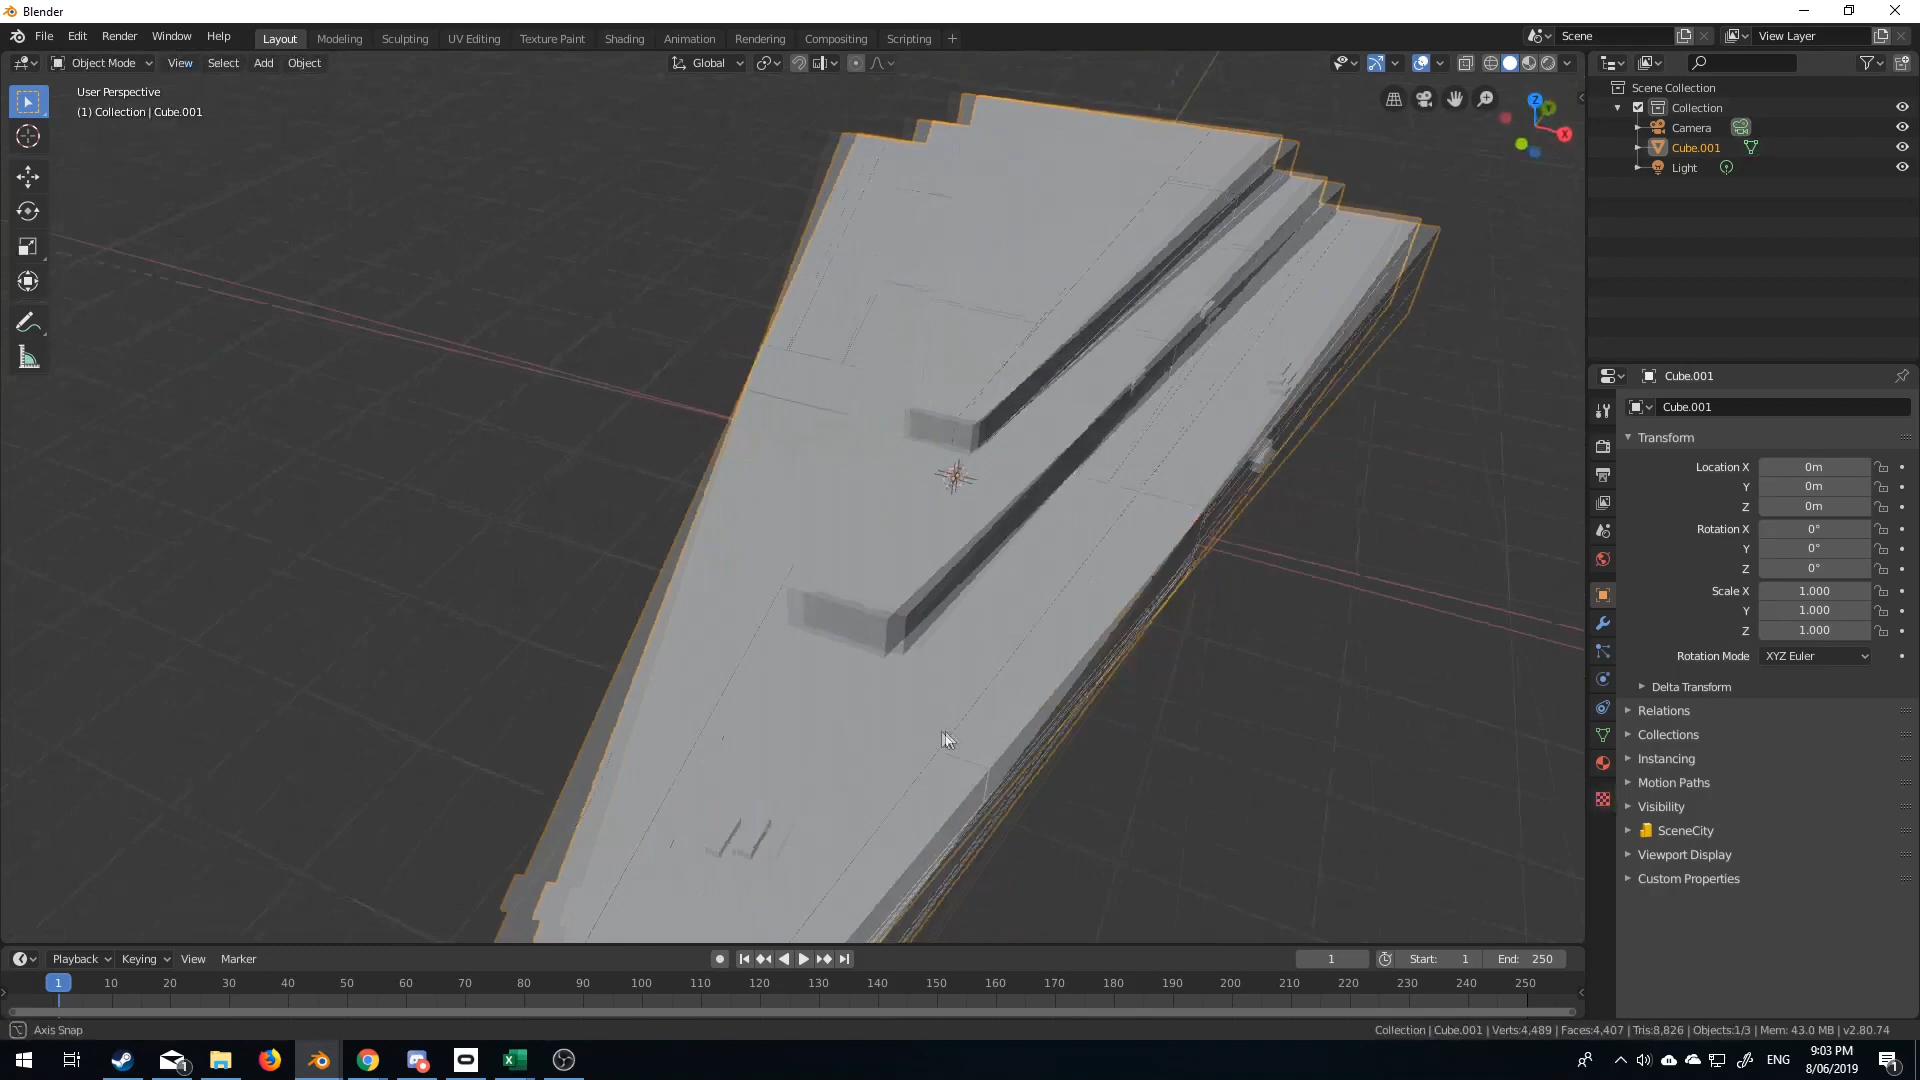 Blender
File Edit Render Window Help
Layout Modeling Sculpting UV Editing Texture Paint Shading Animation Rendering Compositing Scripting +
Scene
View Layer
Object Mode View Select Add Object
Global
User Perspective
(1) Collection | Cube.001
Z
X
Scene Collection
Collection
Camera
Cube.001
Light
Cube.001
Cube.001
Transform
Location X 0m
Y 0m
Z 0m
Rotation X 0°
Y 0°
Z 0°
Scale X 1.000
Y 1.000
Z 1.000
Rotation Mode XYZ Euler
Delta Transform
Relations
Collections
Instancing
Motion Paths
Visibility
SceneCity
Viewport Display
Custom Properties
Playback Keying View Marker
1 Start: 1 End: 250
1 10 20 30 40 50 60 70 80 90 100 110 120 130 140 150 160 170 180 190 200 210 220 230 240 250
Axis Snap
Collection | Cube.001 | Verts:4,489 | Faces:4,407 | Tris:8,826 | Objects:1/3 | Mem: 43.0 MB | v2.80.74
1
ENG
9:03 PM
8/06/2019
1